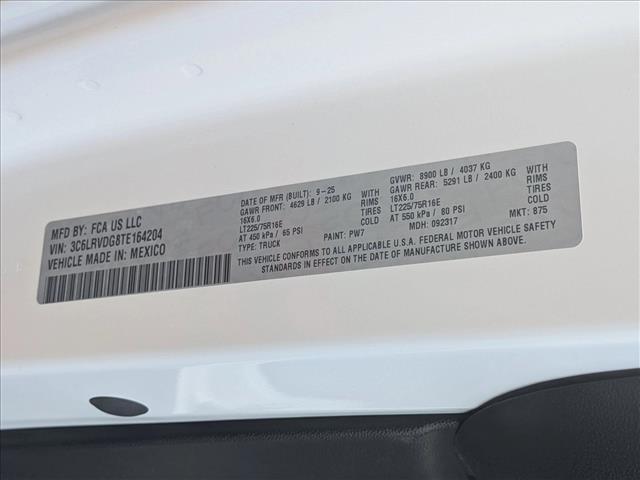 MFD BY: FCA US LLC
VIN: 3C6LRVDG8TE164204
VEHICLE MADE IN: MEXICO
DATE OF MFR (BUILT): 9-25
GAWR FRONT: 4629 LB / 2100 KG WITH
16X6.0 RIMS
LT225/75R16E TIRES
AT 450 kPa / 65 PSI COLD
TYPE: TRUCK PAINT: PW7
GVWR: 8900 LB / 4037 KG
GAWR REAR: 5291 LB / 2400 KG WITH
16X6.0 RIMS
LT225/75R16E TIRES
AT 550 kPa / 80 PSI COLD
MDH: 092317 MKT: 875
THIS VEHICLE CONFORMS TO ALL APPLICABLE U.S.A. FEDERAL MOTOR VEHICLE
STANDARDS IN EFFECT ON THE DATE OF MANUFACTURE SHOWN ABOVE.